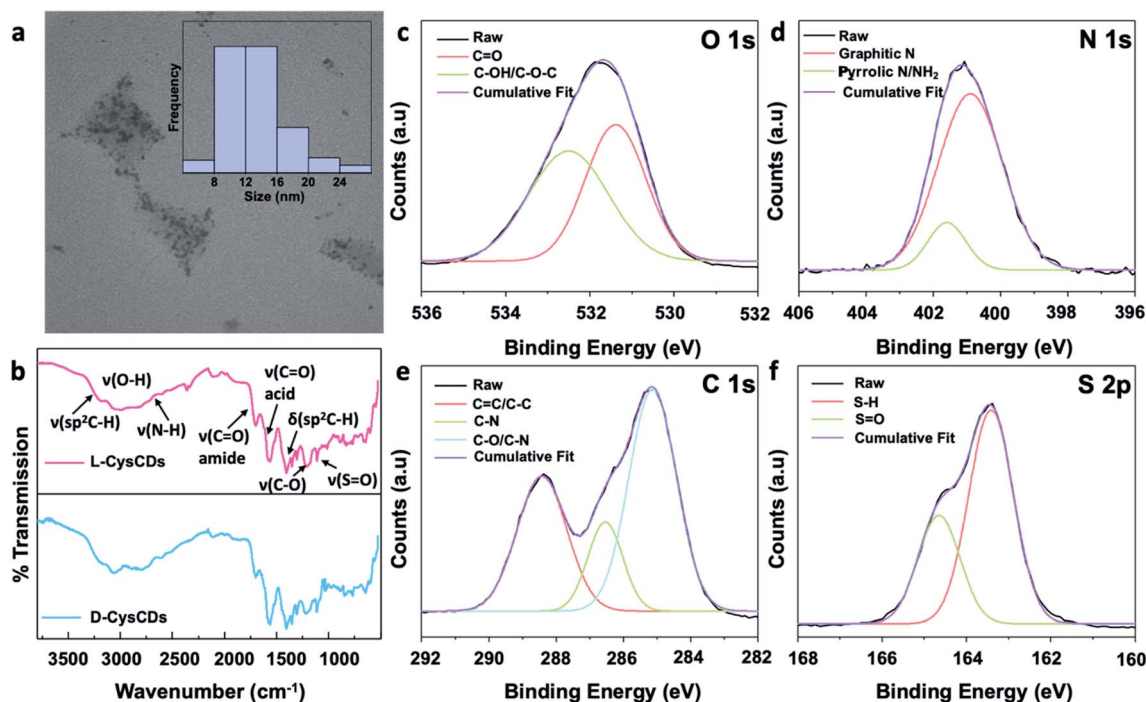 a
Frequency
8 12 16 20 24
Size (nm)
b
ν(O-H)
ν(sp²C-H)
ν(N-H)
ν(C=O)
amide
ν(C=O)
acid
δ(sp²C-H)
ν(C-O)
ν(S=O)
L-CysCDs
D-CysCDs
% Transmission
3500 3000 2500 2000 1500 1000
Wavenumber (cm⁻¹)
c
O 1s
Raw
C=O
C-OH/C-O-C
Cumulative Fit
Counts (a.u)
536 534 533 531 530 532
Binding Energy (eV)
d
N 1s
Raw
Graphitic N
Pyrrolic N/NH₂
Cumulative Fit
Counts (a.u)
406 404 402 400 398 396
Binding Energy (eV)
e
C 1s
Raw
C=C/C-C
C-N
C-O/C-N
Cumulative Fit
Counts (a.u)
292 290 288 285 284 282
Binding Energy (eV)
f
S 2p
Raw
S-H
S=O
Cumulative Fit
Counts (a.u)
168 166 164 162 160
Binding Energy (eV)